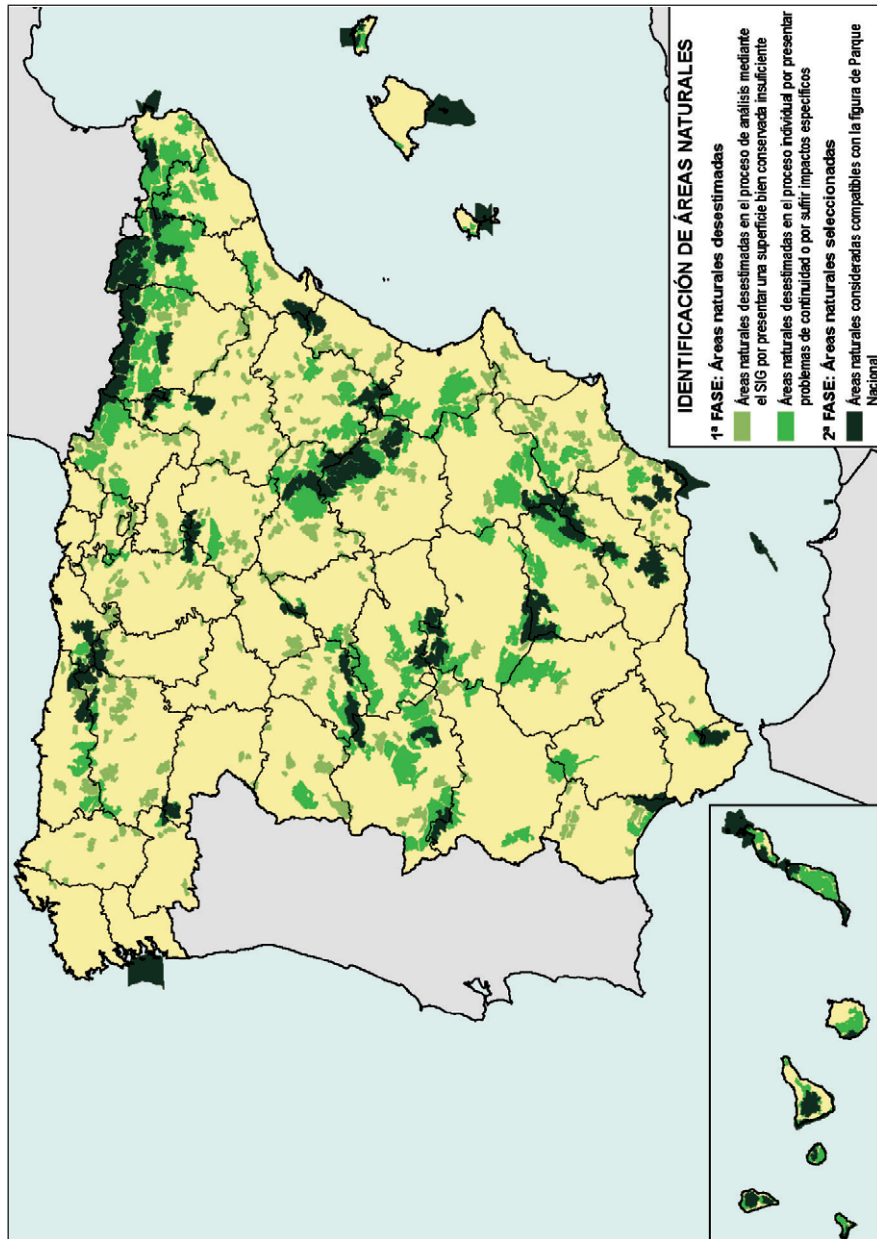 IDENTIFICACIÓN DE ÁREAS NATURALES
1ª FASE: Áreas naturales desestimadas
Áreas naturales desestimadas en el proceso de análisis mediante
el SIG por presentar una superficie bien conservada insuficiente
Áreas naturales desestimadas en el proceso individual por presentar
problemas de continuidad o por sufrir impactos específicos
2ª FASE: Áreas naturales seleccionadas
Áreas naturales consideradas compatibles con la figura de Parque
Nacional